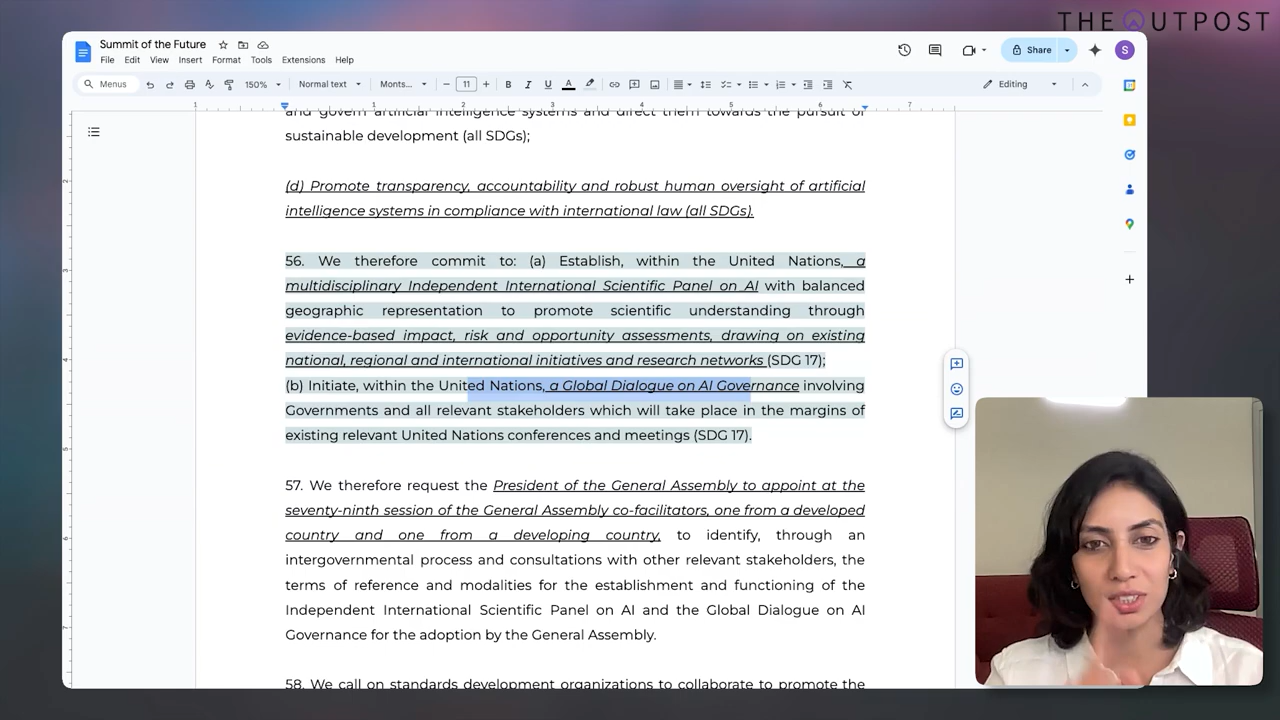 THE OUTPOST
Summit of the Future
File Edit View Insert Format Tools Extensions Help
Share
S
Menus
150%
Normal text
Monts...
11
Editing
1 1 2 3 4 5 6 7
and govern artificial intelligence systems and direct them towards the pursuit of
sustainable development (all SDGs);
(d) Promote transparency, accountability and robust human oversight of artificial
intelligence systems in compliance with international law (all SDGs).
56. We therefore commit to: (a) Establish, within the United Nations, a
multidisciplinary Independent International Scientific Panel on AI with balanced
geographic representation to promote scientific understanding through
evidence-based impact, risk and opportunity assessments, drawing on existing
national, regional and international initiatives and research networks (SDG 17);
(b) Initiate, within the United Nations, a Global Dialogue on AI Governance involving
Governments and all relevant stakeholders which will take place in the margins of
existing relevant United Nations conferences and meetings (SDG 17).
57. We therefore request the President of the General Assembly to appoint at the
seventy-ninth session of the General Assembly co-facilitators, one from a developed
country and one from a developing country, to identify, through an
intergovernmental process and consultations with other relevant stakeholders, the
terms of reference and modalities for the establishment and functioning of the
Independent International Scientific Panel on AI and the Global Dialogue on AI
Governance for the adoption by the General Assembly.
58. We call on standards development organizations to collaborate to promote the